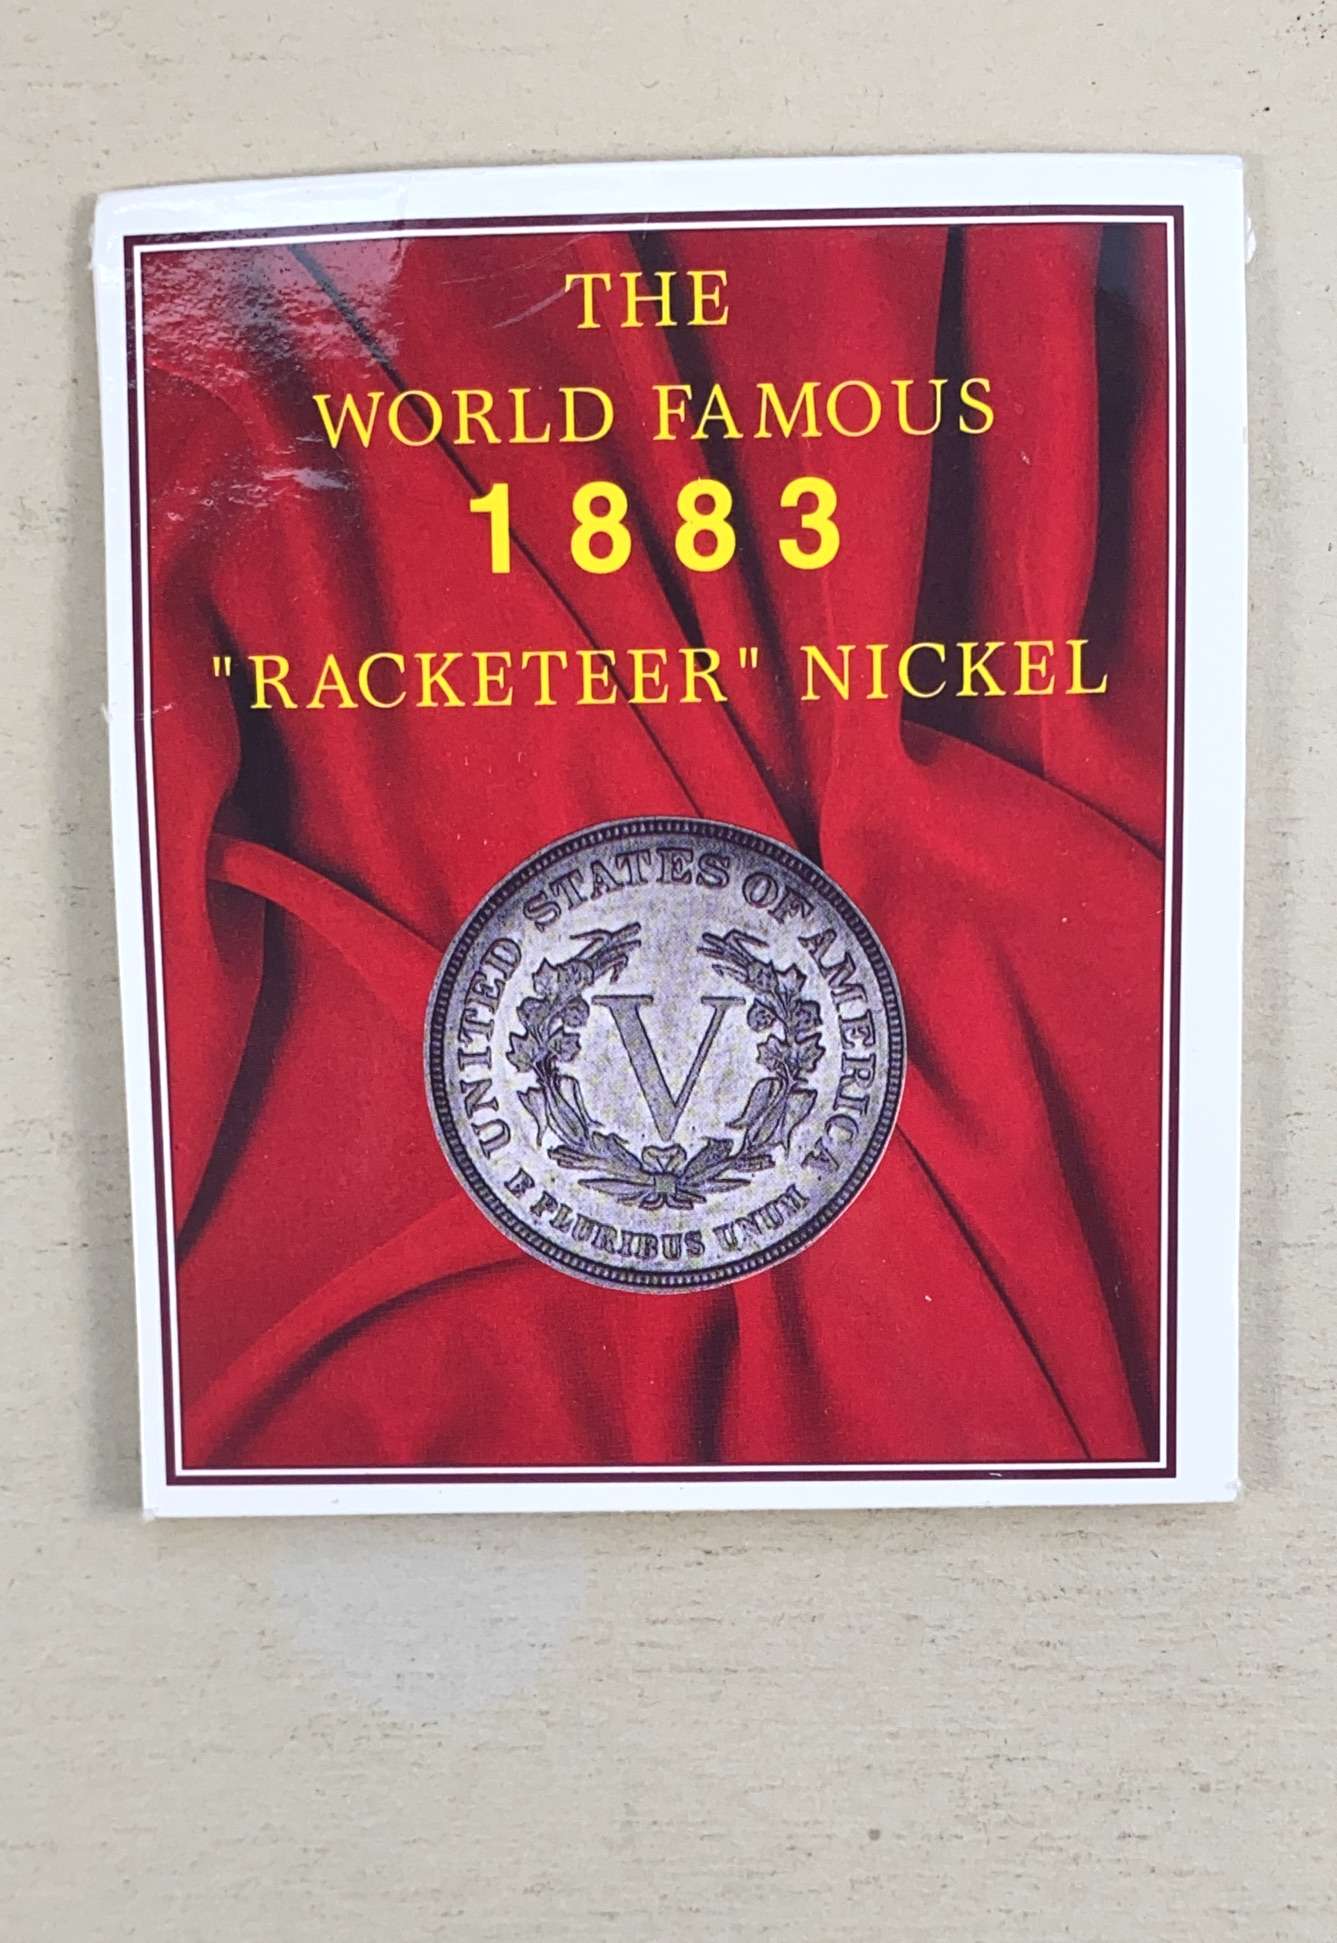 THE
WORLD FAMOUS
1883
"RACKETEER" NICKEL
UNITED STATES OF AMERICA
V
E PLURIBUS UNUM